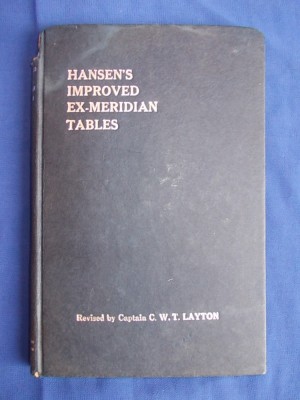 HANSEN'S
IMPROVED
EX-MERIDIAN
TABLES
Revised by Captain C. W. T. LAYTON